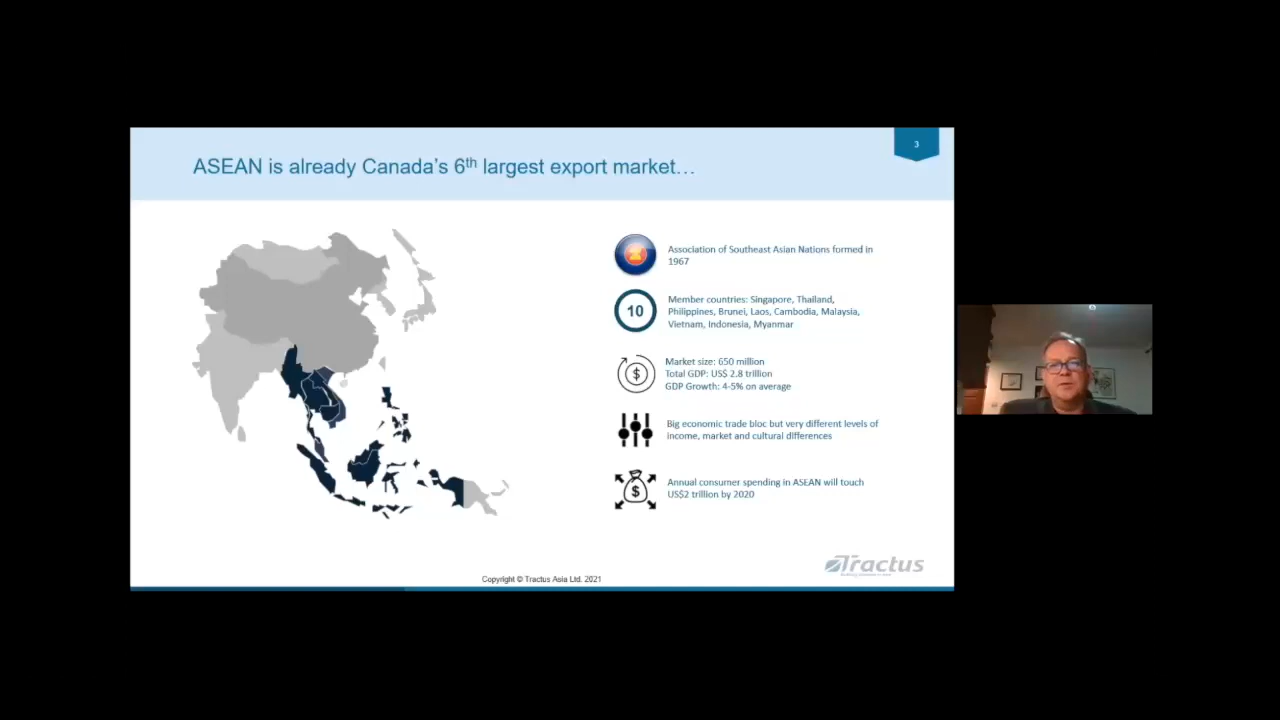 3
ASEAN is already Canada's 6th largest export market...
Association of Southeast Asian Nations formed in
1967
10
Member countries: Singapore, Thailand,
Philippines, Brunei, Laos, Cambodia, Malaysia,
Vietnam, Indonesia, Myanmar
$
Market size: 650 million
Total GDP: US$ 2.8 trillion
GDP Growth: 4-5% on average
Big economic trade bloc but very different levels of
income, market and cultural differences
$
Annual consumer spending in ASEAN will touch
US$2 trillion by 2020
Tractus
Copyright © Tractus Asia Ltd. 2021